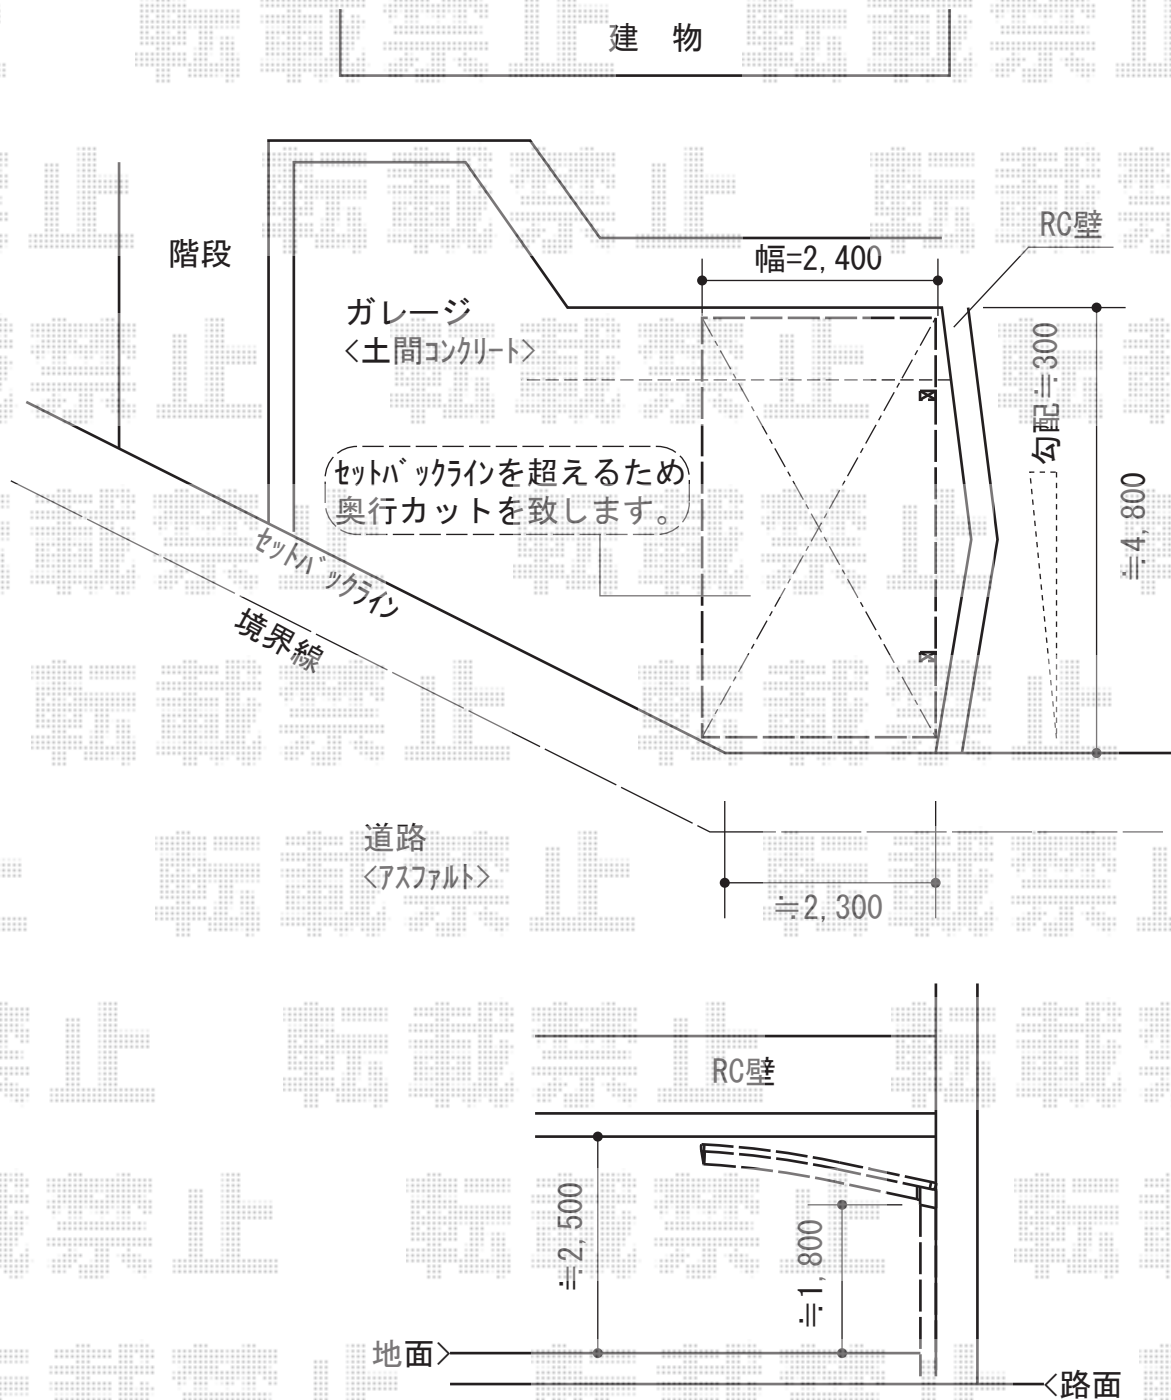 建 物
階段
RC壁
幅=2,400
ガレージ
<土間コンクリート>
勾配≒300
セットバックラインを超えるため
奥行カットを致します。
≒4,800
セットバックライン
境界線
道路
<アスファルト>
≒2,300
RC壁
≒2,500
≒1,800
地面>
<路面
転載禁止